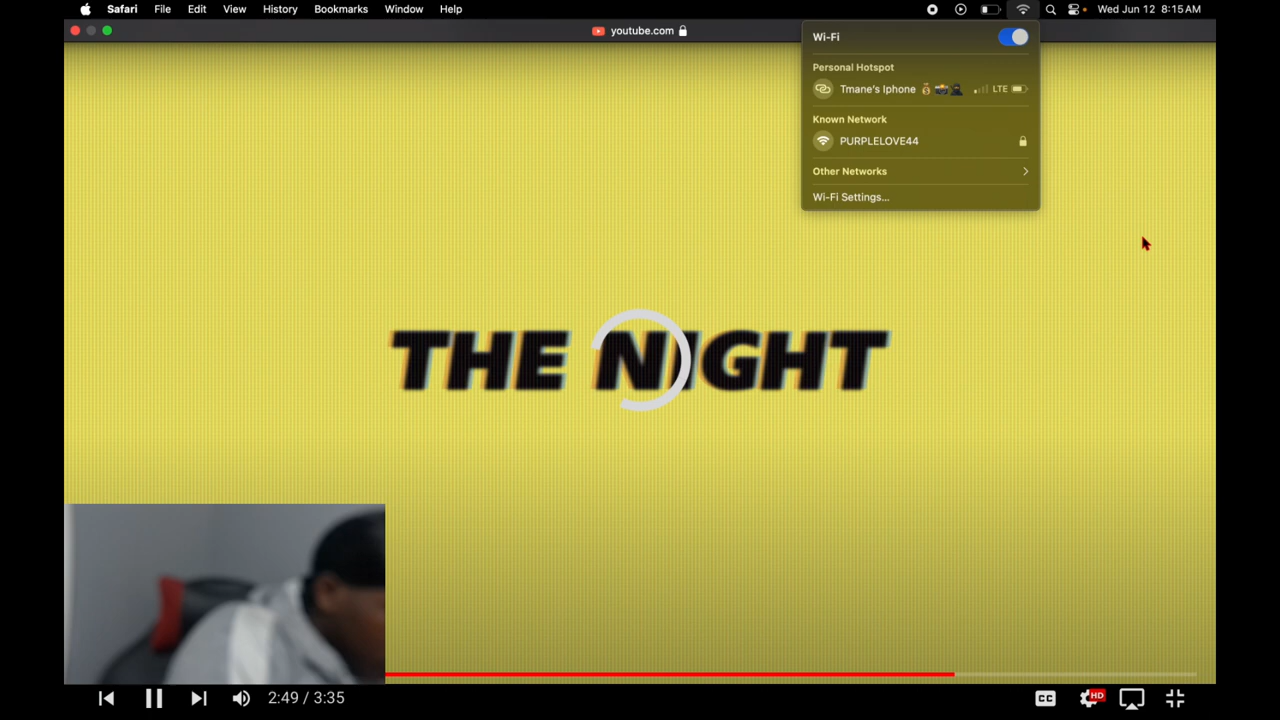 Safari File Edit View History Bookmarks Window Help Wed Jun 12 8:15 AM
youtube.com
Wi-Fi
Personal Hotspot
Tmane's Iphone LTE
Known Network
PURPLELOVE44
Other Networks
Wi-Fi Settings...
THE NIGHT
2:49 / 3:35 CC HD